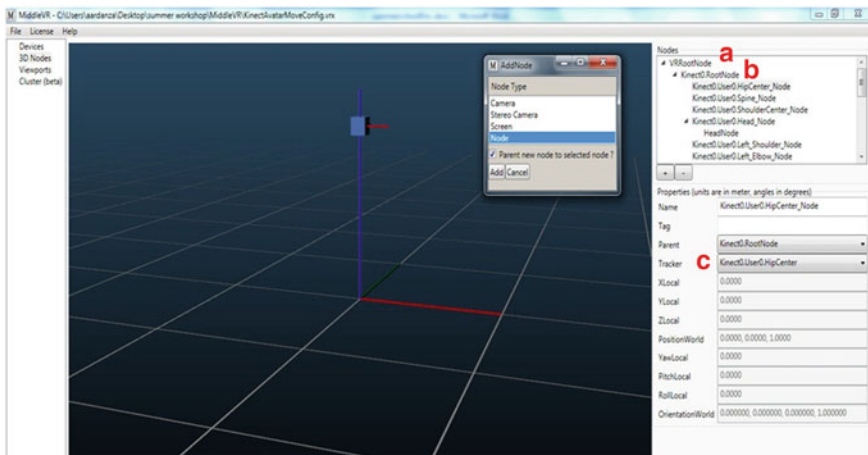 MiddleVR - C:\Users\aardanza\Desktop\summer workshop\MiddleVR\KinectAvatarMoveConfig.vrx
File License Help
Devices
3D Nodes
Viewports
Cluster (beta)
M AddNode
Node Type
Camera
Stereo Camera
Screen
Node
Parent new node to selected node ?
Add Cancel
Nodes
VRRootNode a
Kinect0.RootNode b
Kinect0.User0.HipCenter_Node
Kinect0.User0.Spine_Node
Kinect0.User0.ShoulderCenter_Node
Kinect0.User0.Head_Node
HeadNode
Kinect0.User0.Left_Shoulder_Node
Kinect0.User0.Left_Elbow_Node
+ -
Properties (units are in meter, angles in degrees)
Name Kinect0.User0.HipCenter_Node
Tag
Parent Kinect0.RootNode
Tracker c Kinect0.User0.HipCenter
XLocal 0.0000
YLocal 0.0000
ZLocal 0.0000
PositionWorld 0.0000, 0.0000, 1.0000
YawLocal 0.0000
PitchLocal 0.0000
RollLocal 0.0000
OrientationWorld 0.000000, 0.000000, 0.000000, 1.000000